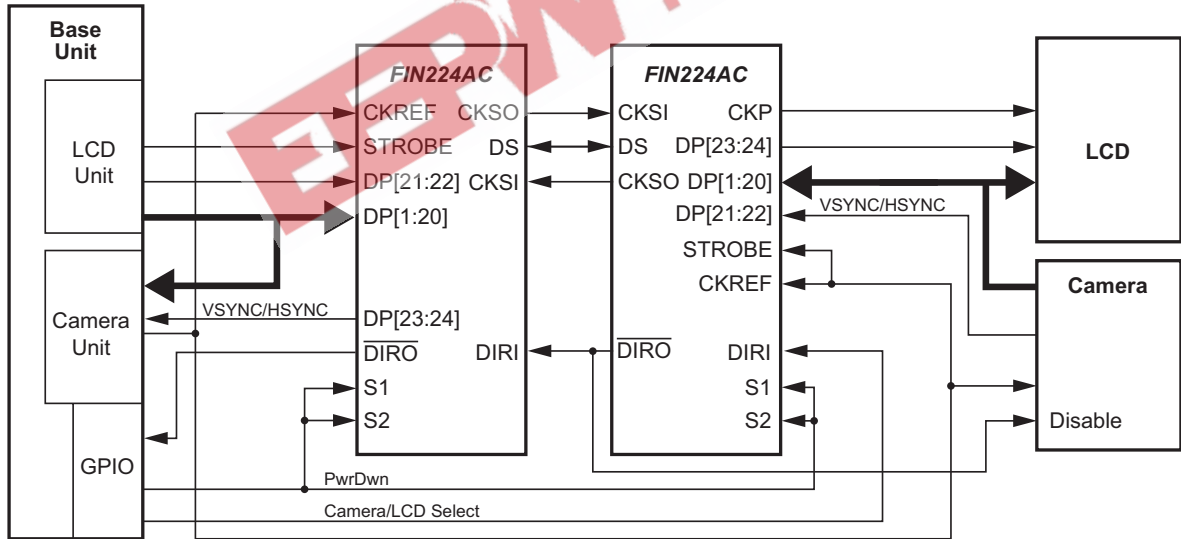 Base
Unit
LCD
Unit
Camera
Unit
GPIO
FIN224AC
CKREF CKSO
STROBE DS
DP[21:22] CKSI
DP[1:20]
DP[23:24]
DIRO DIRI
S1
S2
FIN224AC
CKSI CKP
DS DP[23:24]
CKSO DP[1:20]
DP[21:22]
STROBE
CKREF
DIRO DIRI
S1
S2
LCD
Camera
Disable
VSYNC/HSYNC
VSYNC/HSYNC
PwrDwn
Camera/LCD Select